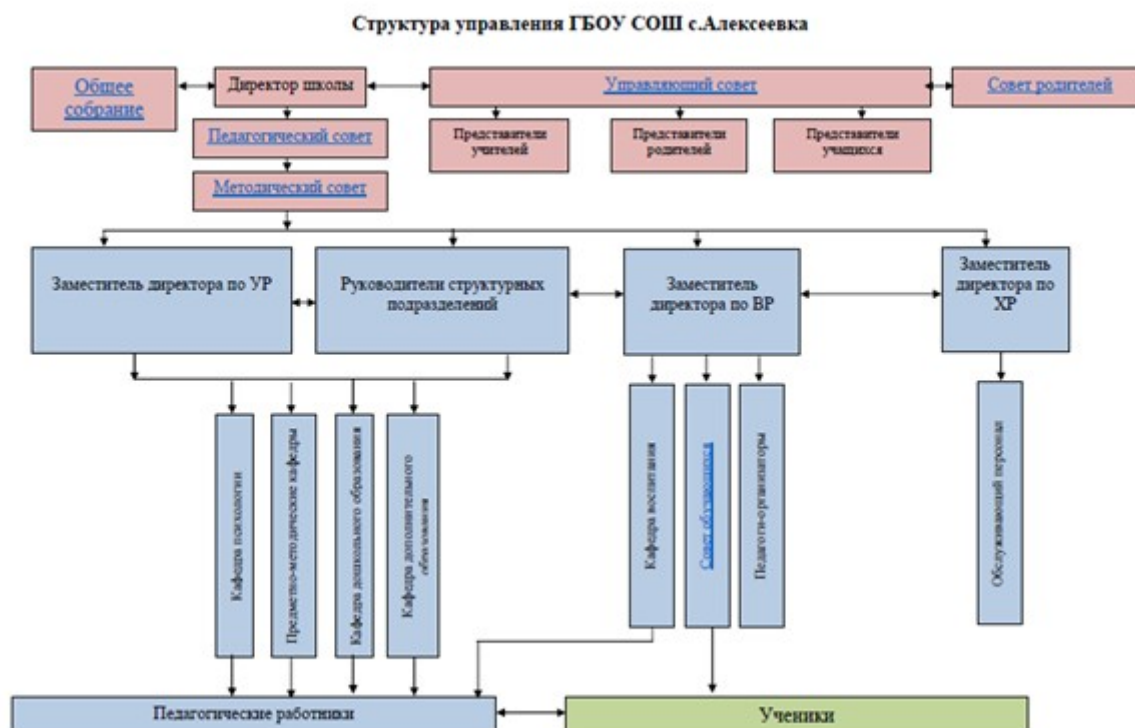 Структура управления ГБОУ СОШ с.Алексеевка
Общее
собрание
Директор школы
Управляющий совет
Совет родителей
Педагогический совет
Представители
учителей
Представители
родителей
Представители
учащихся
Методический совет
Заместитель директора по УР
Руководители структурных
подразделений
Заместитель
директора по ВР
Заместитель
директора по
ХР
Кафедра психологии
Предметно-методические кафедры
Кафедра дошкольного образования
Кафедра дополнительного
образования
Кафедра воспитания
Совет обучающихся
Педагоги-организаторы
Обслуживающий персонал
Педагогические работники
Ученики